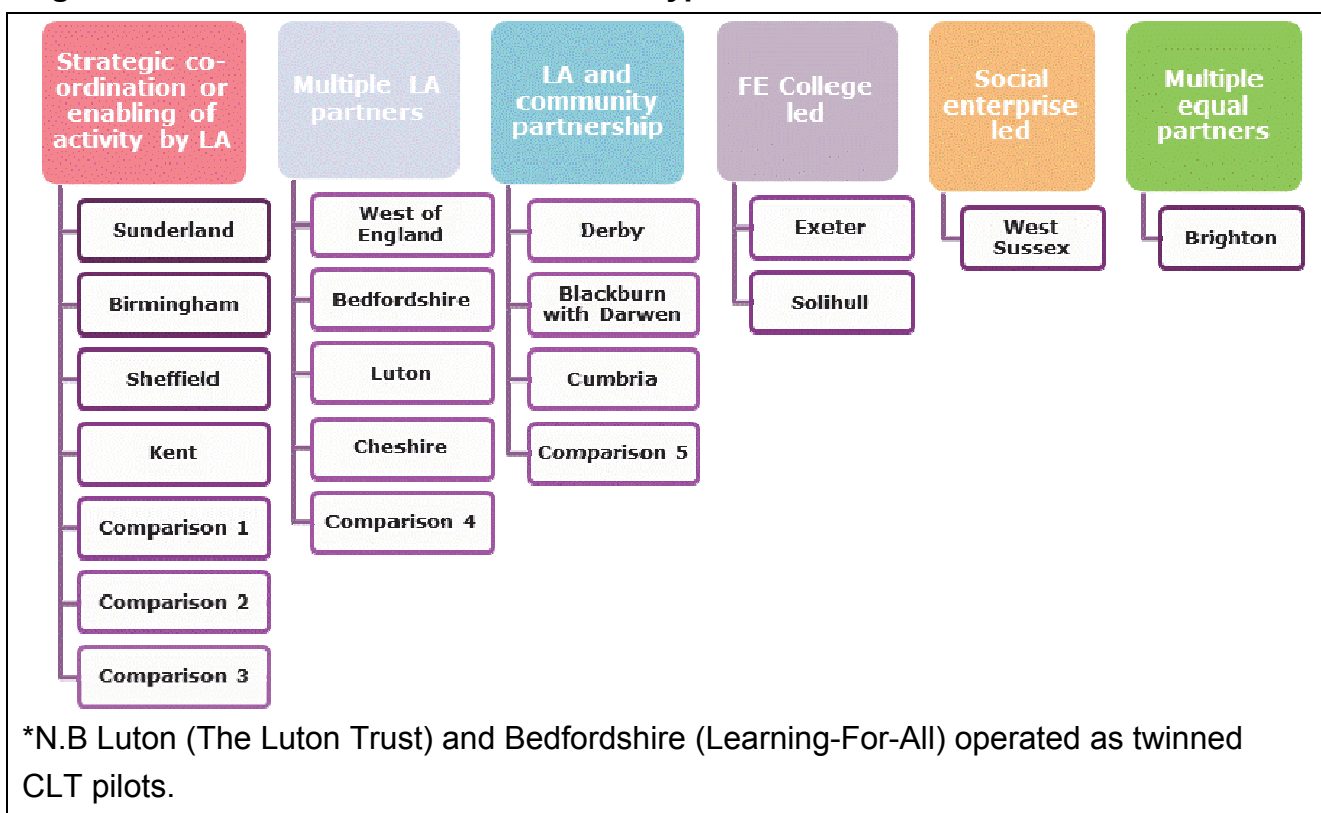 Strategic co-
ordination or
enabling of
activity by LA
Sunderland
Birmingham
Sheffield
Kent
Comparison 1
Comparison 2
Comparison 3
Multiple LA
partners
West of
England
Bedfordshire
Luton
Cheshire
Comparison 4
LA and
community
partnership
Derby
Blackburn
with Darwen
Cumbria
Comparison 5
FE College
led
Exeter
Solihull
Social
enterprise
led
West
Sussex
Multiple
equal
partners
Brighton
*N.B Luton (The Luton Trust) and Bedfordshire (Learning-For-All) operated as twinned
CLT pilots.